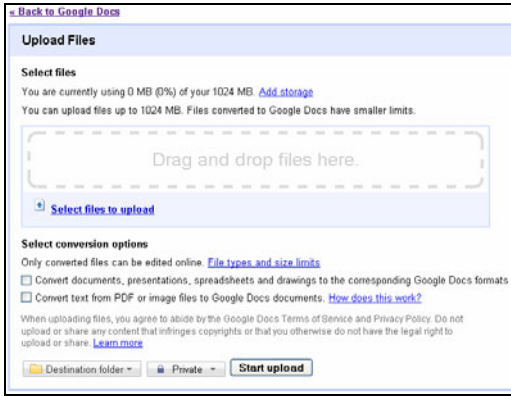 « Back to Google Docs
Upload Files
Select files
You are currently using 0 MB (0%) of your 1024 MB. Add storage
You can upload files up to 1024 MB. Files converted to Google Docs have smaller limits.
Drag and drop files here.
Select files to upload
Select conversion options
Only converted files can be edited online. File types and size limits
Convert documents, presentations, spreadsheets and drawings to the corresponding Google Docs formats
Convert text from PDF or image files to Google Docs documents. How does this work?
When uploading files, you agree to abide by the Google Docs Terms of Service and Privacy Policy. Do not
upload or share any content that infringes copyrights or that you otherwise do not have the legal right to
upload or share. Learn more
Destination folder Private Start upload